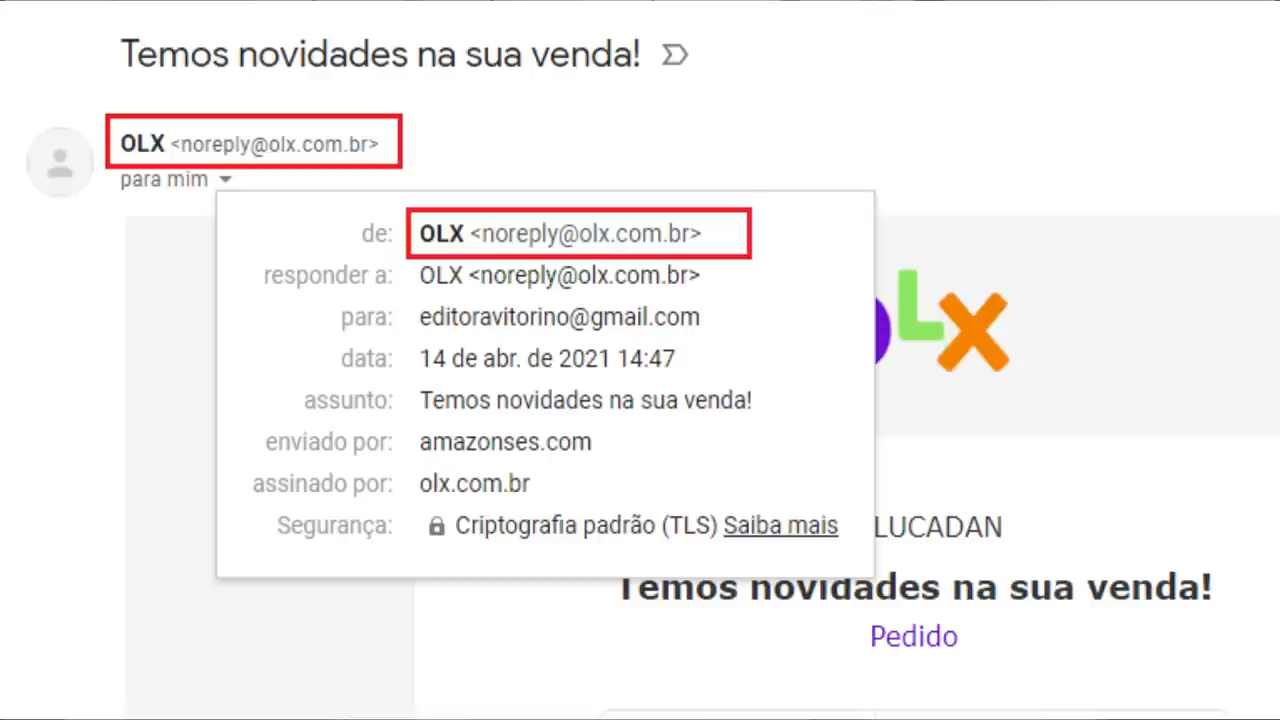 Temos novidades na sua venda!
OLX <noreply@olx.com.br>
para mim
de: OLX <noreply@olx.com.br>
responder a: OLX <noreply@olx.com.br>
para: editoravitorino@gmail.com
data: 14 de abr. de 2021 14:47
assunto: Temos novidades na sua venda!
enviado por: amazonses.com
assinado por: olx.com.br
Segurança: Criptografia padrão (TLS) Saiba mais
OLX
LUCADAN
Temos novidades na sua venda!
Pedido